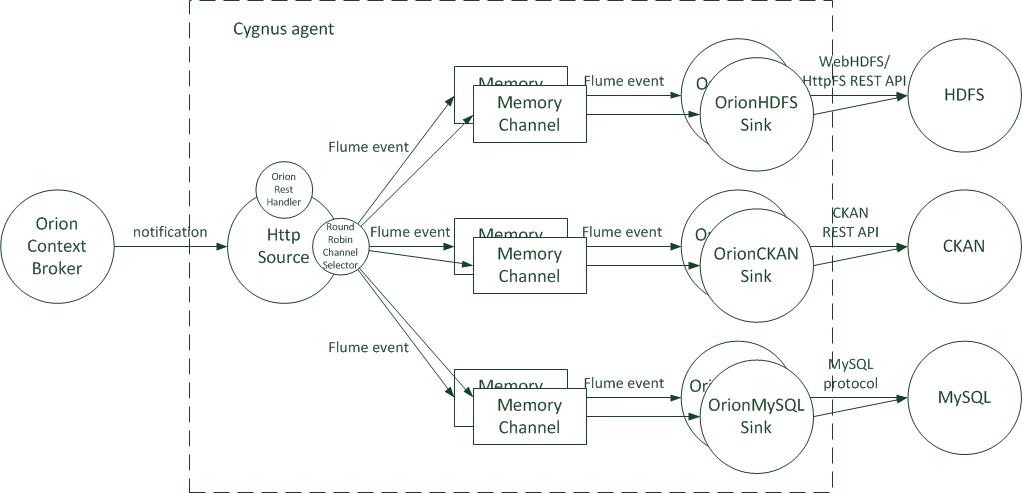 Cygnus agent
Orion
Context
Broker
notification
Orion
Rest
Handler
Http
Source
Round
Robin
Channel
Selector
Flume event
Memory
Memory
Channel
Flume event
OrionHDFS
Sink
WebHDFS/
HttpFS REST API
HDFS
Flume event
Memory
Memory
Channel
Flume event
OrionCKAN
Sink
CKAN
REST API
CKAN
Flume event
Memory
Memory
Channel
Flume event
OrionMySQL
Sink
MySQL
protocol
MySQL